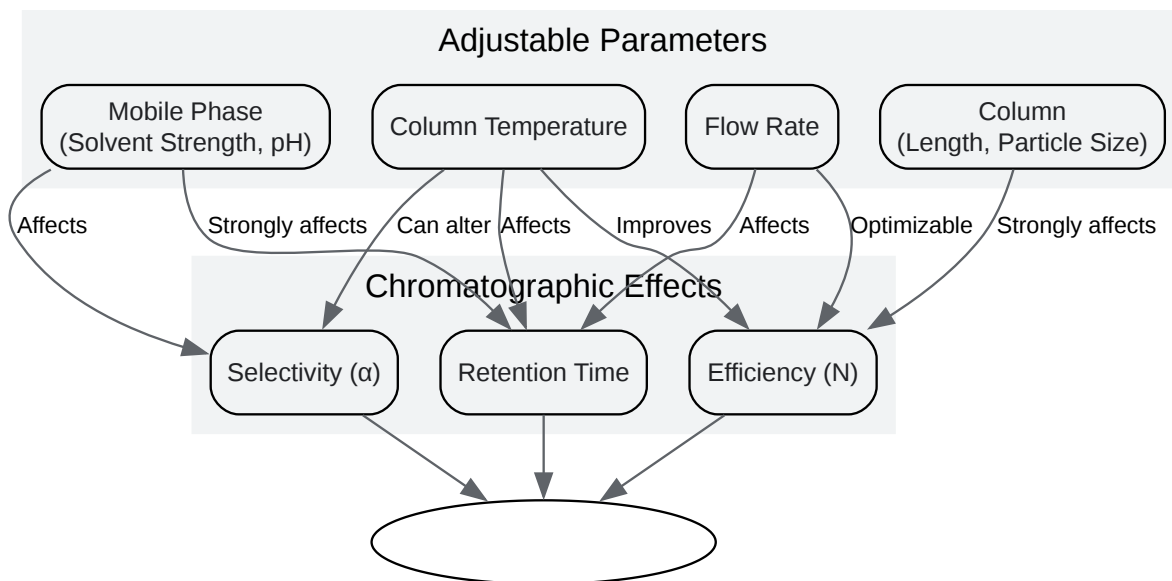 Adjustable Parameters
Mobile Phase
(Solvent Strength, pH)
Column Temperature
Flow Rate
Column
(Length, Particle Size)
Affects
Strongly affects
Can alter
Affects
Improves
Affects
Optimizable
Strongly affects
Chromatographic Effects
Selectivity (α)
Retention Time
Efficiency (N)